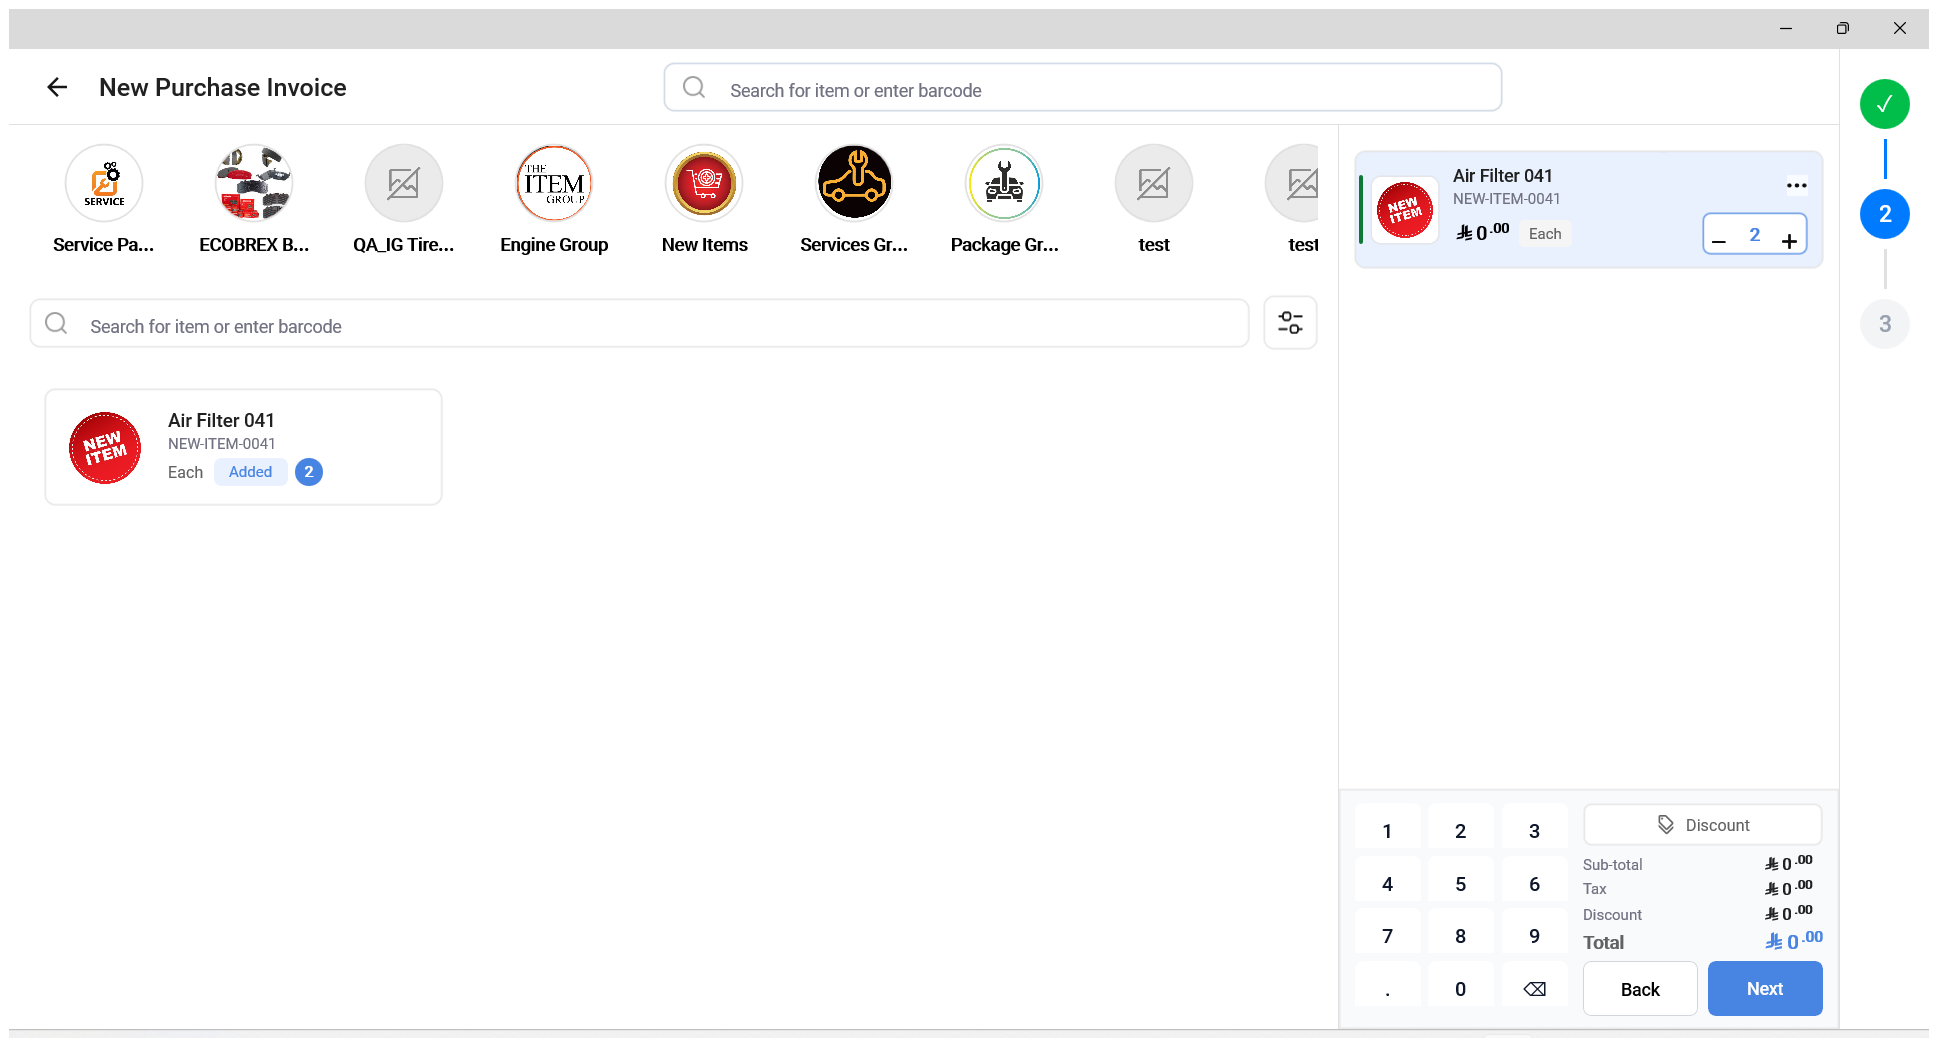 New Purchase Invoice
Search for item or enter barcode
✓
2
3
SERVICE
THE
ITEM
GROUP
Service Pa...
ECOBREX B...
QA_IG Tire...
Engine Group
New Items
Services Gr...
Package Gr...
test
test
Search for item or enter barcode
NEW
ITEM
Air Filter 041
NEW-ITEM-0041
Each
Added
2
NEW
ITEM
Air Filter 041
NEW-ITEM-0041
⃁ 0.00
Each
− 2 +
1 2 3
4 5 6
7 8 9
. 0 ⌫
Discount
Sub-total ⃁ 0.00
Tax ⃁ 0.00
Discount ⃁ 0.00
Total ⃁ 0.00
Back
Next